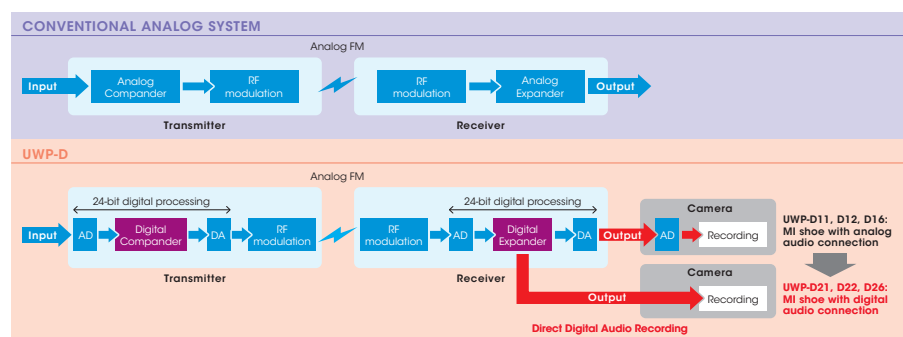 CONVENTIONAL ANALOG SYSTEM
Analog FM
Input
Analog
Compander
RF
modulation
RF
modulation
Analog
Expander
Output
Transmitter
Receiver
UWP-D
Analog FM
24-bit digital processing
24-bit digital processing
Input
AD
Digital
Compander
DA
RF
modulation
RF
modulation
AD
Digital
Expander
DA
Output
Camera
AD
Recording
UWP-D11, D12, D16:
MI shoe with analog
audio connection
Transmitter
Receiver
Camera
Output
Recording
UWP-D21, D22, D26:
MI shoe with digital
audio connection
Direct Digital Audio Recording